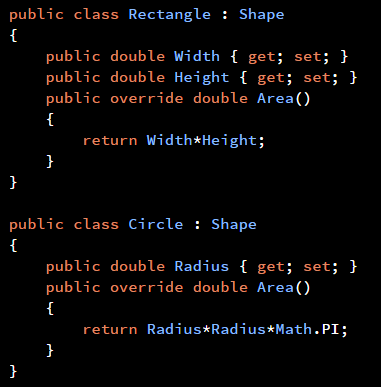 public class Rectangle : Shape
{
    public double Width { get; set; }
    public double Height { get; set; }
    public override double Area()
    {
        return Width*Height;
    }
}

public class Circle : Shape
{
    public double Radius { get; set; }
    public override double Area()
    {
        return Radius*Radius*Math.PI;
    }
}